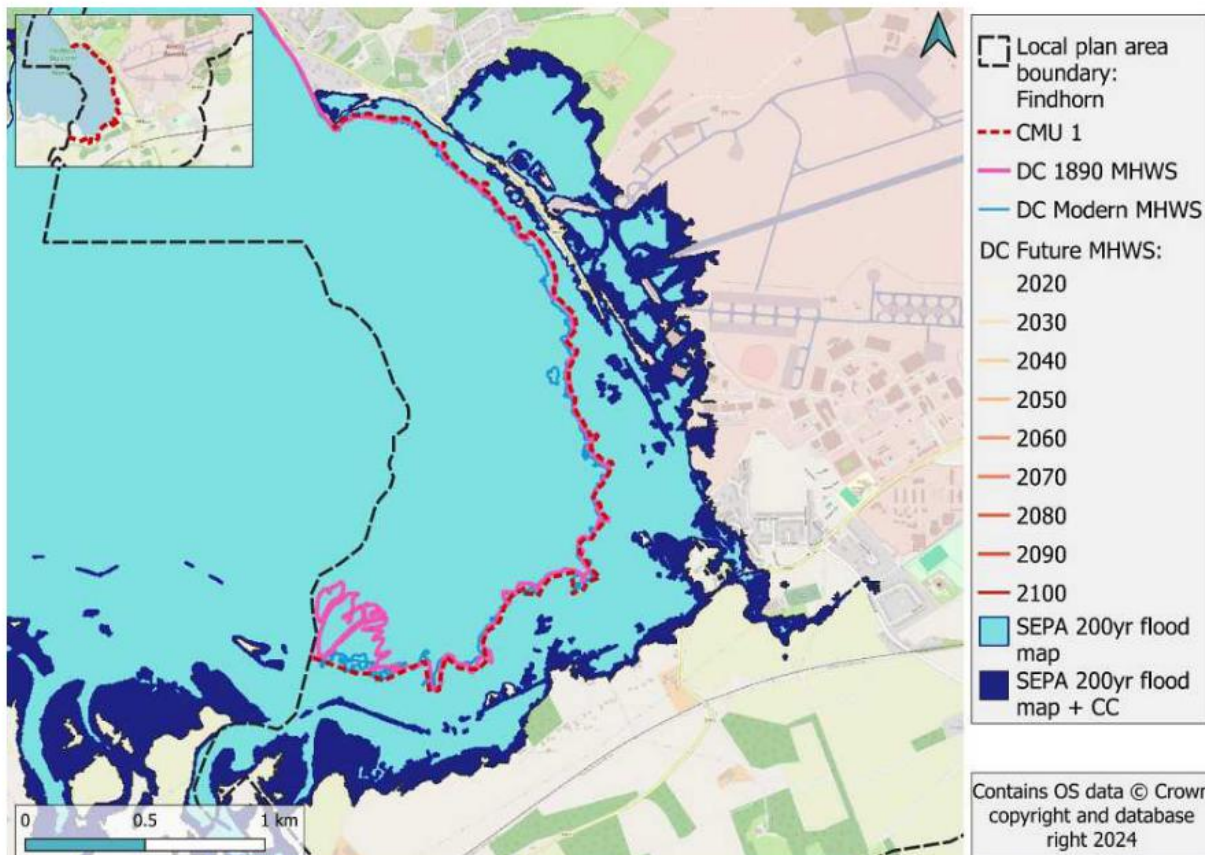 Local plan area
boundary:
Findhorn
CMU 1
DC 1890 MHWS
DC Modern MHWS
DC Future MHWS:
2020
2030
2040
2050
2060
2070
2080
2090
2100
SEPA 200yr flood
map
SEPA 200yr flood
map + CC
0 0.5 1 km
Contains OS data © Crown
copyright and database
right 2024